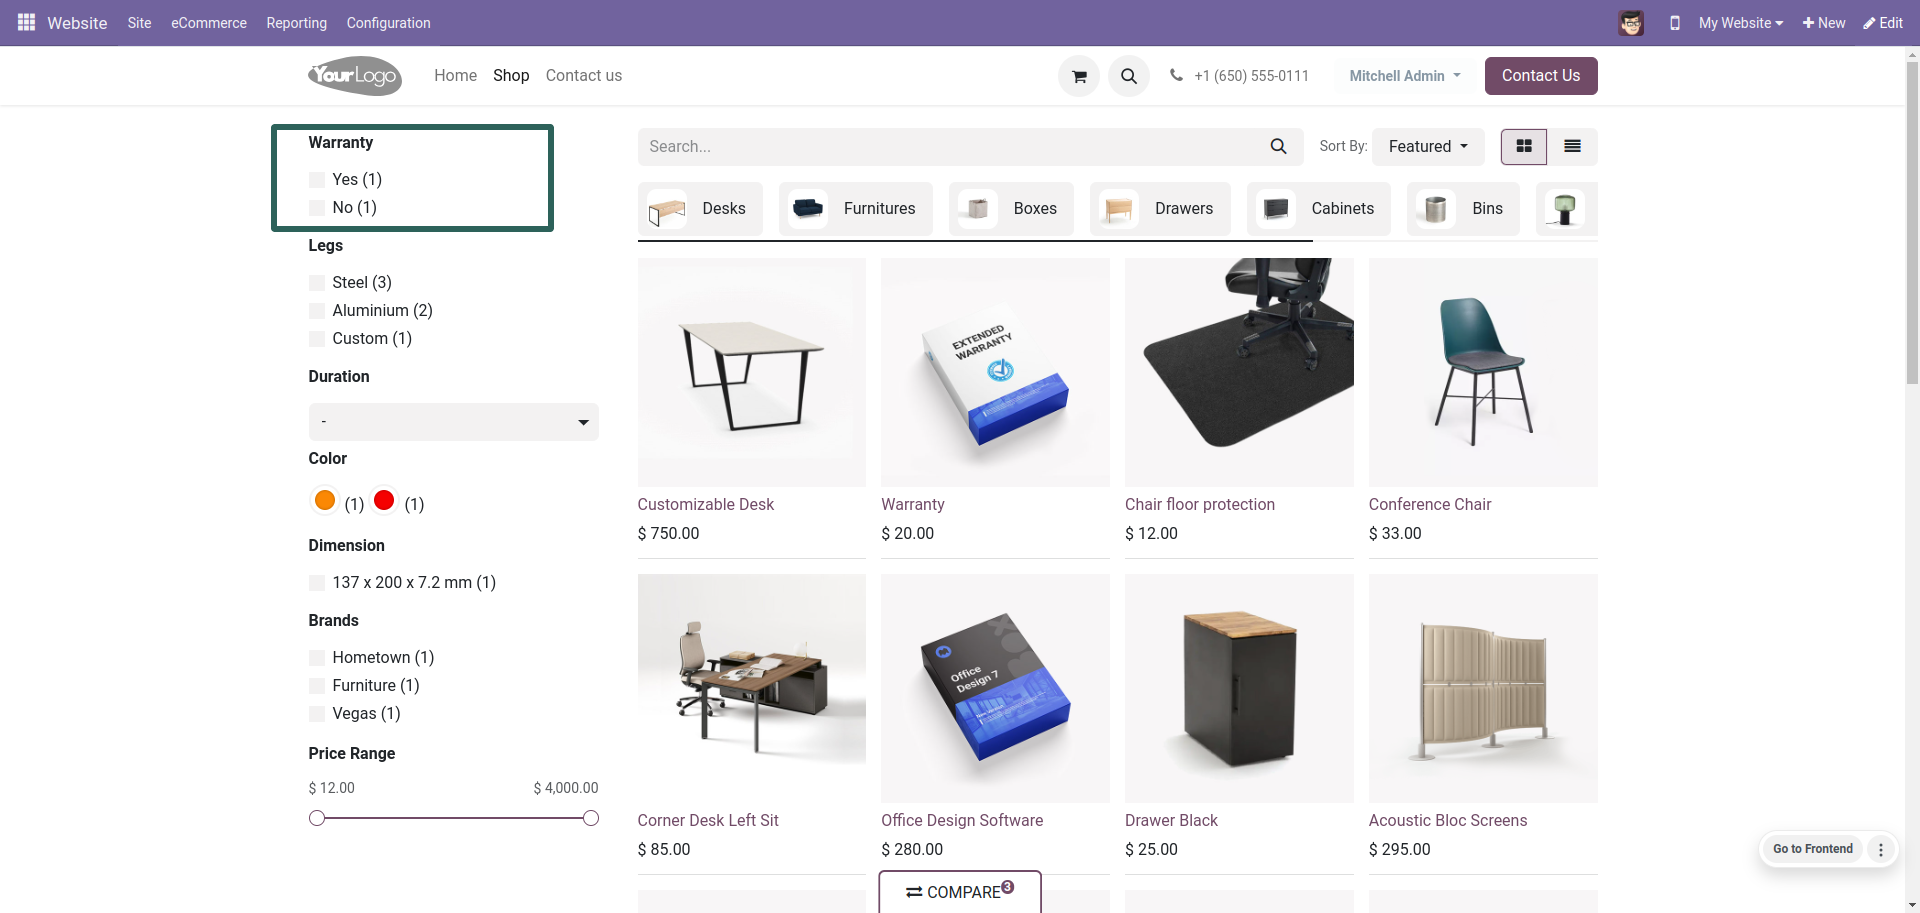 Website Site eCommerce Reporting Configuration My Website New Edit
YourLogo Home Shop Contact us +1 (650) 555-0111 Mitchell Admin Contact Us
Warranty
Yes (1)
No (1)
Legs
Steel (3)
Aluminium (2)
Custom (1)
Duration
-
Color
(1) (1)
Dimension
137 x 200 x 7.2 mm (1)
Brands
Hometown (1)
Furniture (1)
Vegas (1)
Price Range
$ 12.00 $ 4,000.00
Search... Sort By: Featured
Desks Furnitures Boxes Drawers Cabinets Bins
EXTENDED
WARRANTY
Customizable Desk Warranty Chair floor protection Conference Chair
$ 750.00 $ 20.00 $ 12.00 $ 33.00
Office
Design 7
Corner Desk Left Sit Office Design Software Drawer Black Acoustic Bloc Screens
$ 85.00 $ 280.00 $ 25.00 $ 295.00
COMPARE 3
Go to Frontend